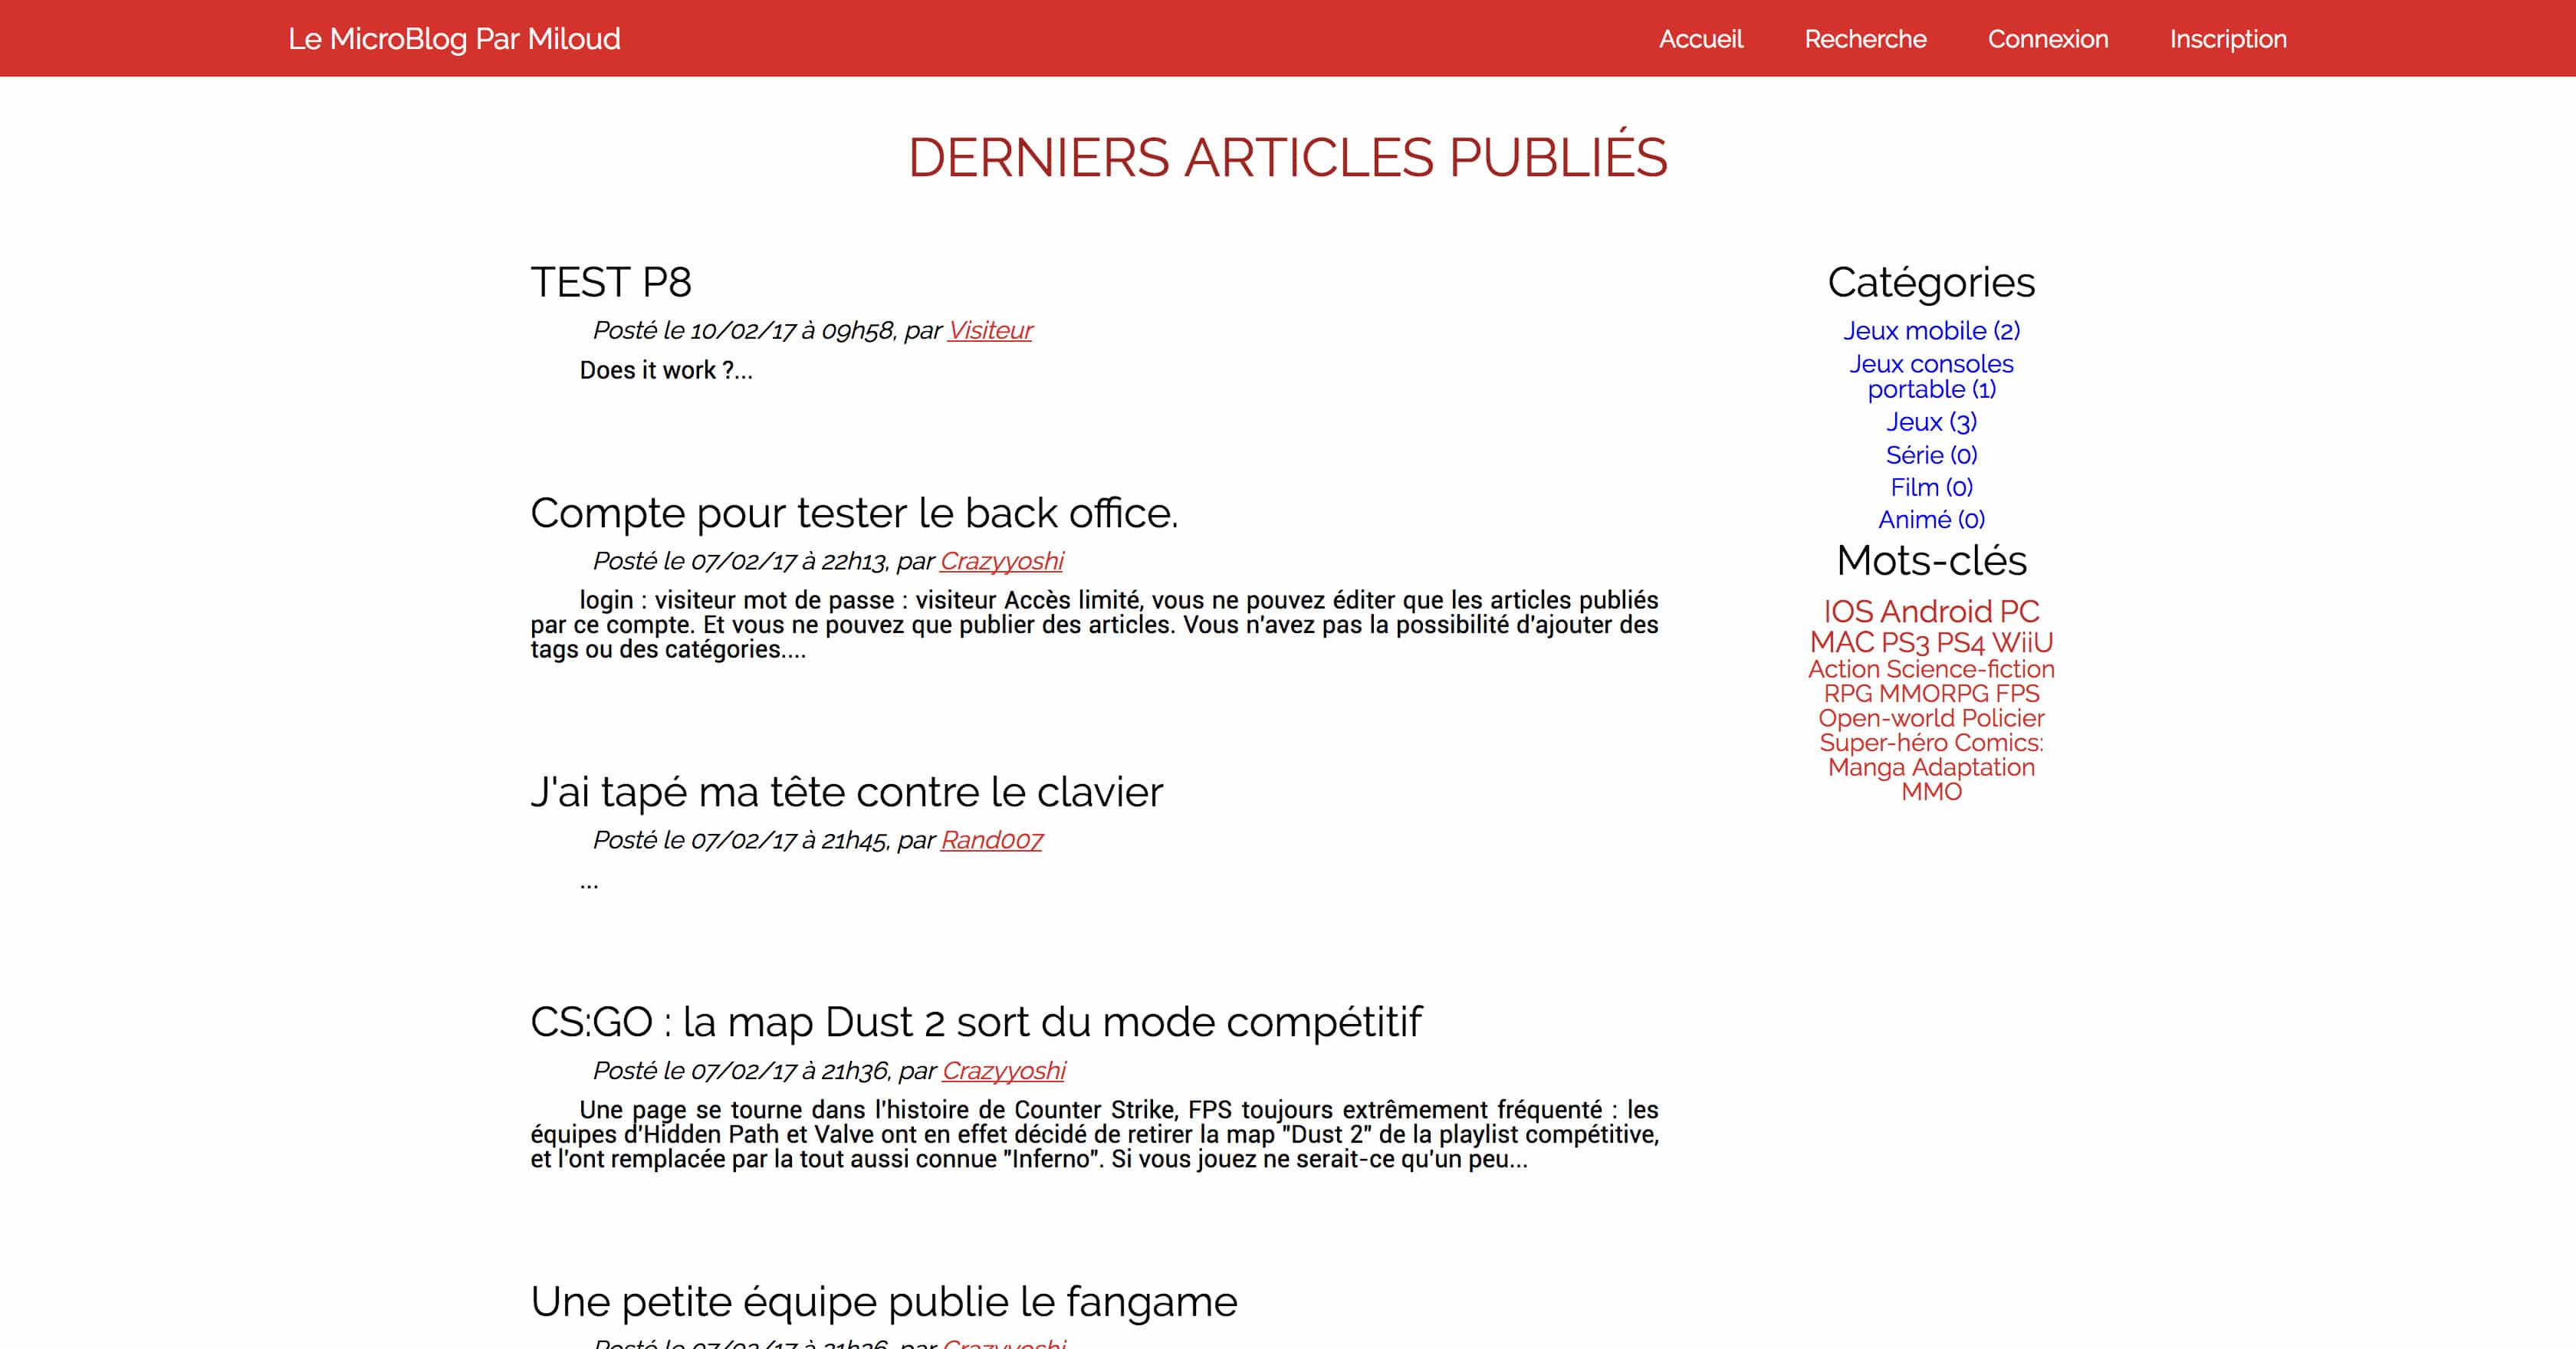 Le MicroBlog Par Miloud
Accueil Recherche Connexion Inscription
DERNIERS ARTICLES PUBLIÉS
TEST P8
Posté le 10/02/17 à 09h58, par Visiteur
Does it work ?...
Compte pour tester le back office.
Posté le 07/02/17 à 22h13, par Crazyyoshi
login : visiteur mot de passe : visiteur Accès limité, vous ne pouvez éditer que les articles publiés
par ce compte. Et vous ne pouvez que publier des articles. Vous n'avez pas la possibilité d'ajouter des
tags ou des catégories....
J'ai tapé ma tête contre le clavier
Posté le 07/02/17 à 21h45, par Rand007
...
CS:GO : la map Dust 2 sort du mode compétitif
Posté le 07/02/17 à 21h36, par Crazyyoshi
Une page se tourne dans l'histoire de Counter Strike, FPS toujours extrêmement fréquenté : les
équipes d'Hidden Path et Valve ont en effet décidé de retirer la map "Dust 2" de la playlist compétitive,
et l'ont remplacée par la tout aussi connue "Inferno". Si vous jouez ne serait-ce qu'un peu...
Une petite équipe publie le fangame
Posté le 07/02/17 à 21h26, par Crazyyoshi
Catégories
Jeux mobile (2)
Jeux consoles
portable (1)
Jeux (3)
Série (0)
Film (0)
Animé (0)
Mots-clés
IOS Android PC
MAC PS3 PS4 WiiU
Action Science-fiction
RPG MMORPG FPS
Open-world Policier
Super-héro Comics:
Manga Adaptation
MMO